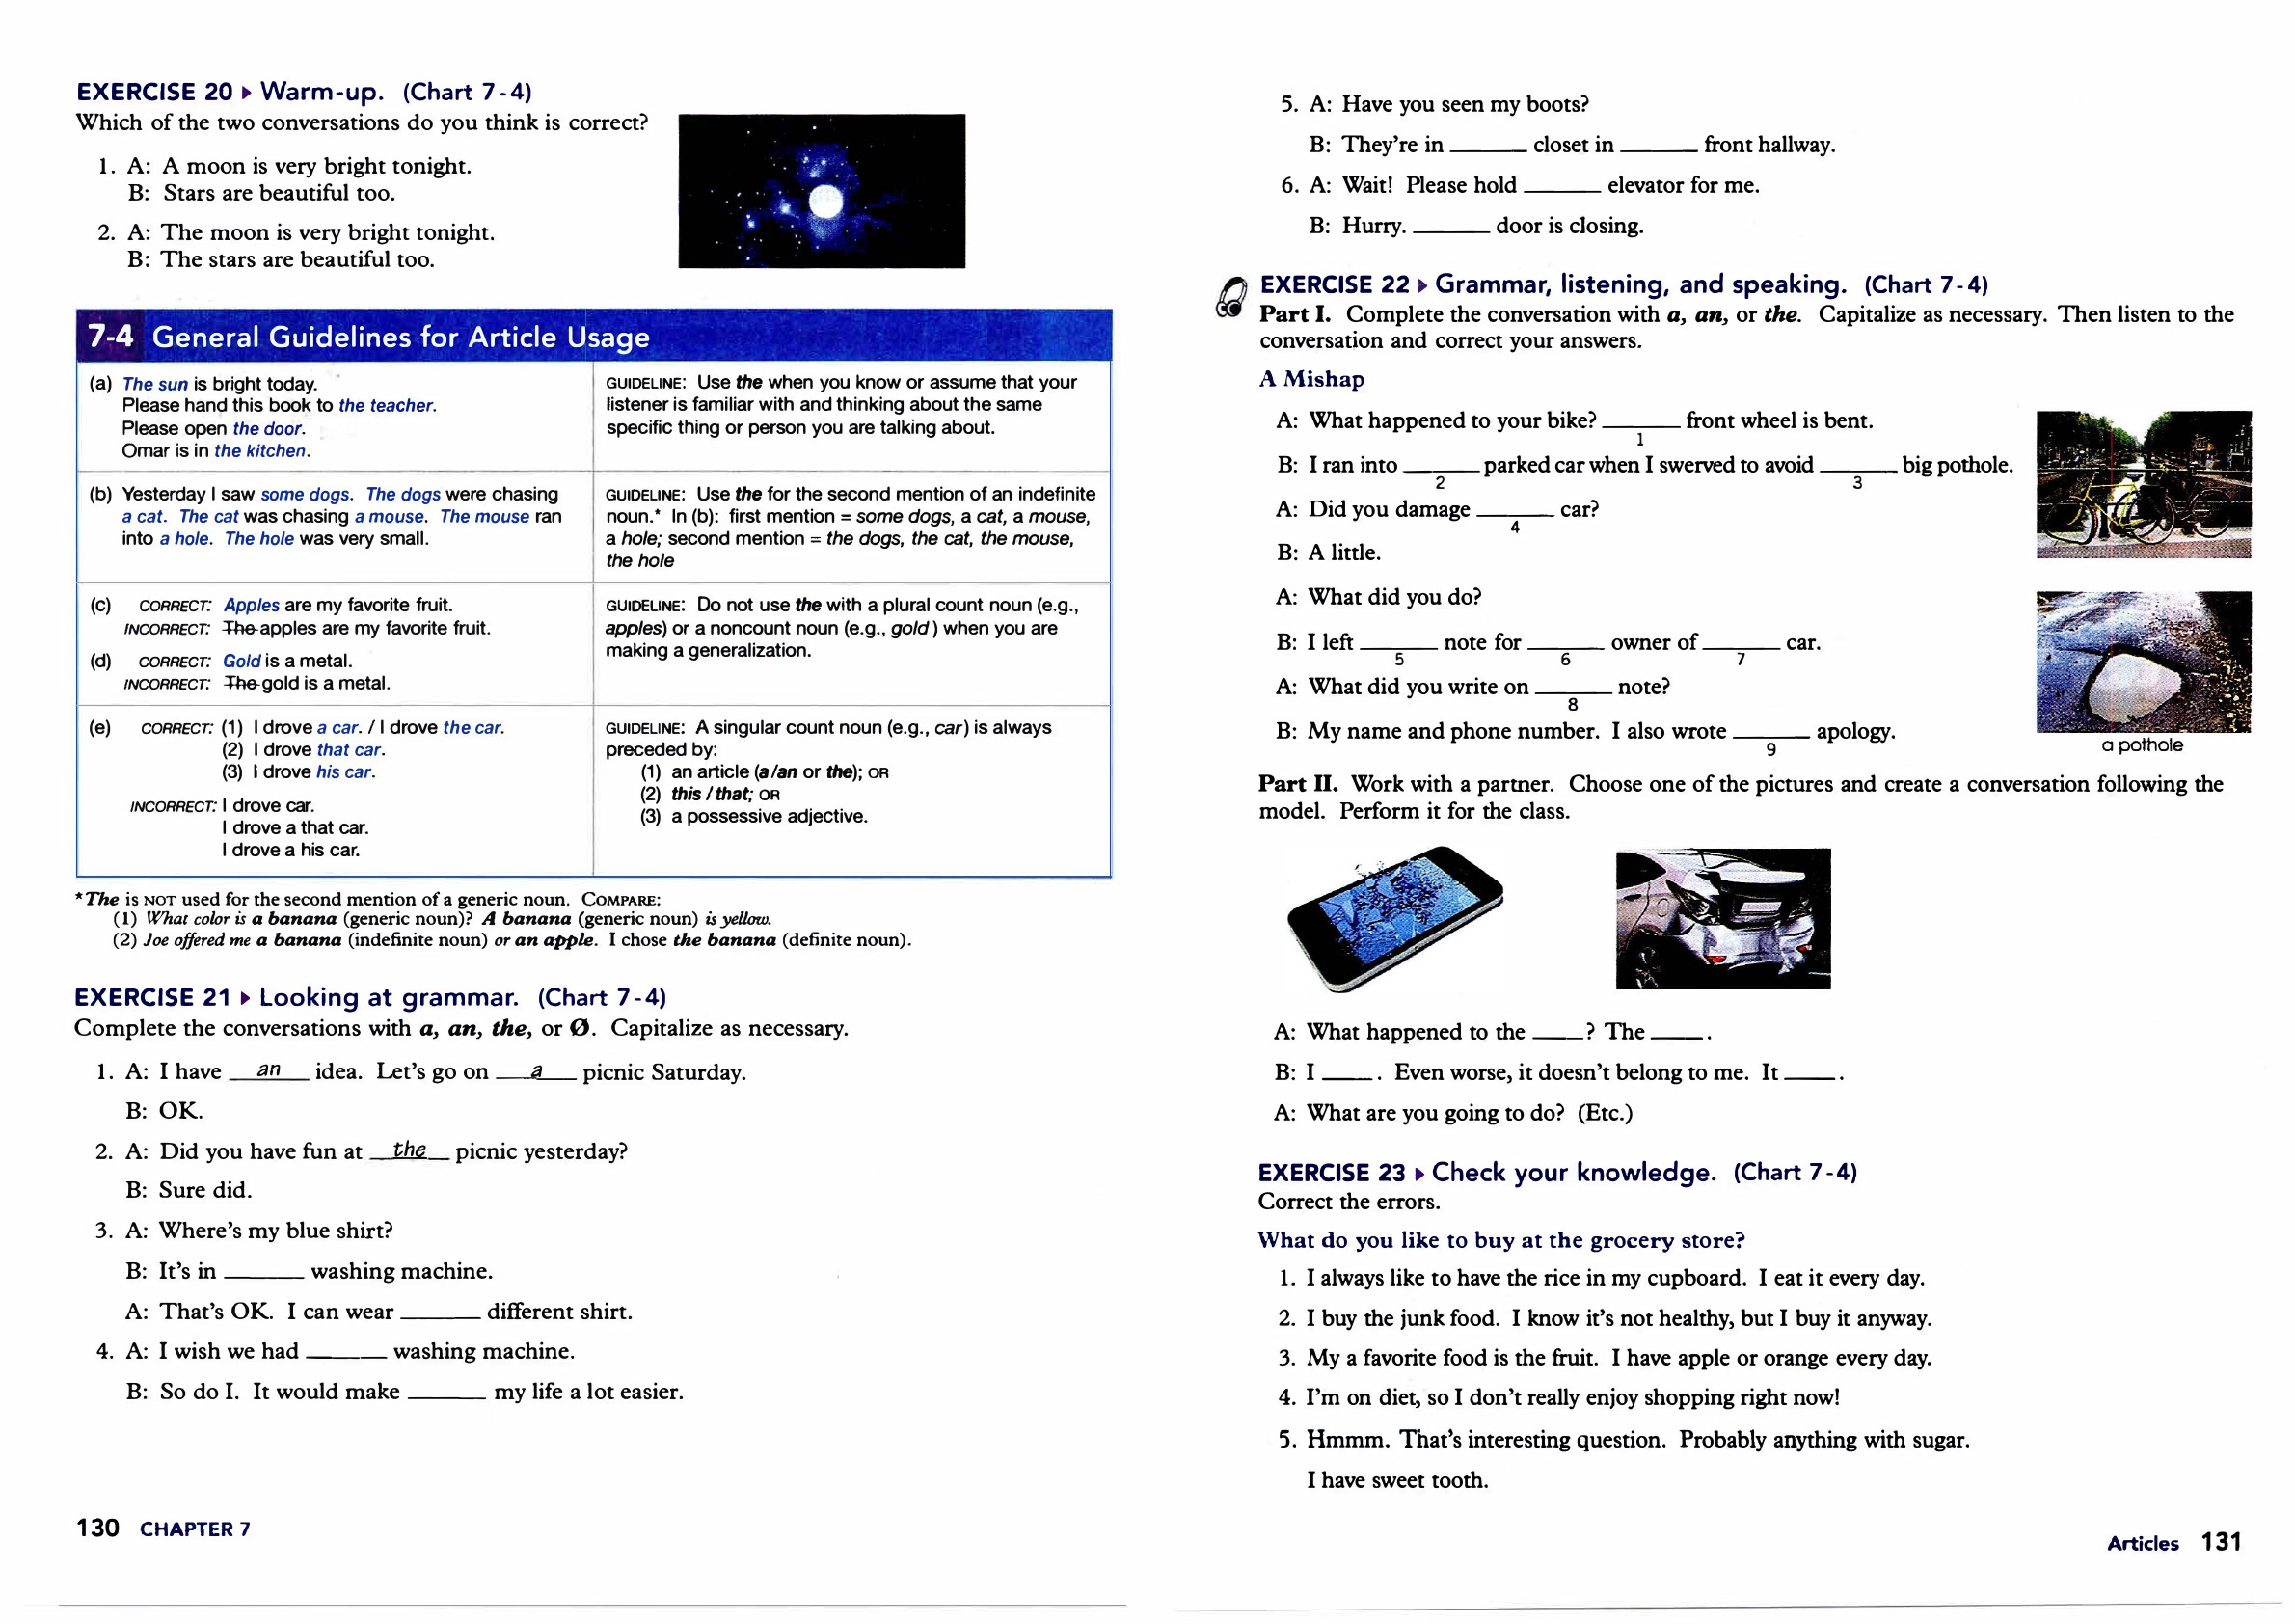 EXERCISE 20 ▸ Warm-up. (Chart 7-4)
Which of the two conversations do you think is correct?
1. A: A moon is very bright tonight.
B: Stars are beautiful too.
2. A: The moon is very bright tonight.
B: The stars are beautiful too.
7-4 General Guidelines for Article Usage
(a) The sun is bright today.
Please hand this book to the teacher.
Please open the door.
Omar is in the kitchen.
GUIDELINE: Use the when you know or assume that your
listener is familiar with and thinking about the same
specific thing or person you are talking about.
(b) Yesterday I saw some dogs. The dogs were chasing
a cat. The cat was chasing a mouse. The mouse ran
into a hole. The hole was very small.
GUIDELINE: Use the for the second mention of an indefinite
noun.* In (b): first mention = some dogs, a cat, a mouse,
a hole; second mention = the dogs, the cat, the mouse,
the hole
(c) CORRECT: Apples are my favorite fruit.
INCORRECT: The apples are my favorite fruit.
(d) CORRECT: Gold is a metal.
INCORRECT: The gold is a metal.
GUIDELINE: Do not use the with a plural count noun (e.g.,
apples) or a noncount noun (e.g., gold) when you are
making a generalization.
(e) CORRECT: (1) I drove a car. / I drove the car.
(2) I drove that car.
(3) I drove his car.
INCORRECT: I drove car.
I drove a that car.
I drove a his car.
GUIDELINE: A singular count noun (e.g., car) is always
preceded by:
(1) an article (a/an or the); OR
(2) this / that; OR
(3) a possessive adjective.
*The is NOT used for the second mention of a generic noun. COMPARE:
(1) What color is a banana (generic noun)? A banana (generic noun) is yellow.
(2) Joe offered me a banana (indefinite noun) or an apple. I chose the banana (definite noun).
EXERCISE 21 ▸ Looking at grammar. (Chart 7-4)
Complete the conversations with a, an, the, or Ø. Capitalize as necessary.
1. A: I have an idea. Let's go on a picnic Saturday.
B: OK.
2. A: Did you have fun at the picnic yesterday?
B: Sure did.
3. A: Where's my blue shirt?
B: It's in ______ washing machine.
A: That's OK. I can wear ______ different shirt.
4. A: I wish we had ______ washing machine.
B: So do I. It would make ______ my life a lot easier.
130 CHAPTER 7
5. A: Have you seen my boots?
B: They're in ______ closet in ______ front hallway.
6. A: Wait! Please hold ______ elevator for me.
B: Hurry. ______ door is closing.
EXERCISE 22 ▸ Grammar, listening, and speaking. (Chart 7-4)
Part I. Complete the conversation with a, an, or the. Capitalize as necessary. Then listen to the
conversation and correct your answers.
A Mishap
A: What happened to your bike? ______ front wheel is bent.
1
B: I ran into ______ parked car when I swerved to avoid ______ big pothole.
2 3
A: Did you damage ______ car?
4
B: A little.
A: What did you do?
B: I left ______ note for ______ owner of ______ car.
5 6 7
A: What did you write on ______ note?
8
B: My name and phone number. I also wrote ______ apology.
9
a pothole
Part II. Work with a partner. Choose one of the pictures and create a conversation following the
model. Perform it for the class.
A: What happened to the ____? The ____.
B: I ____. Even worse, it doesn't belong to me. It ____.
A: What are you going to do? (Etc.)
EXERCISE 23 ▸ Check your knowledge. (Chart 7-4)
Correct the errors.
What do you like to buy at the grocery store?
1. I always like to have the rice in my cupboard. I eat it every day.
2. I buy the junk food. I know it's not healthy, but I buy it anyway.
3. My a favorite food is the fruit. I have apple or orange every day.
4. I'm on diet, so I don't really enjoy shopping right now!
5. Hmmm. That's interesting question. Probably anything with sugar.
I have sweet tooth.
Articles 131